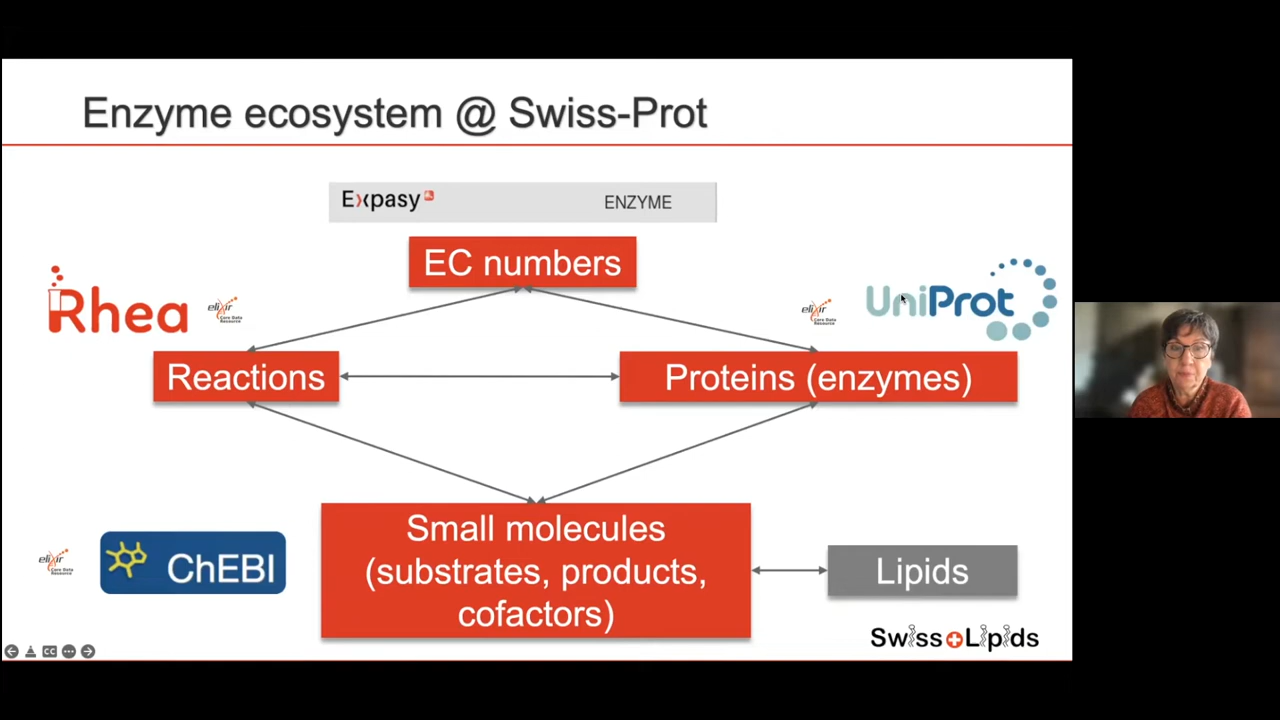 Enzyme ecosystem @ Swiss-Prot
Expasy
ENZYME
EC numbers
Rhea
elixir
Core Data
Resource
elixir
Core Data
Resource
UniProt
Reactions
Proteins (enzymes)
Small molecules
(substrates, products,
cofactors)
elixir
Core Data
Resource
ChEBI
Lipids
SwissLipids
CC